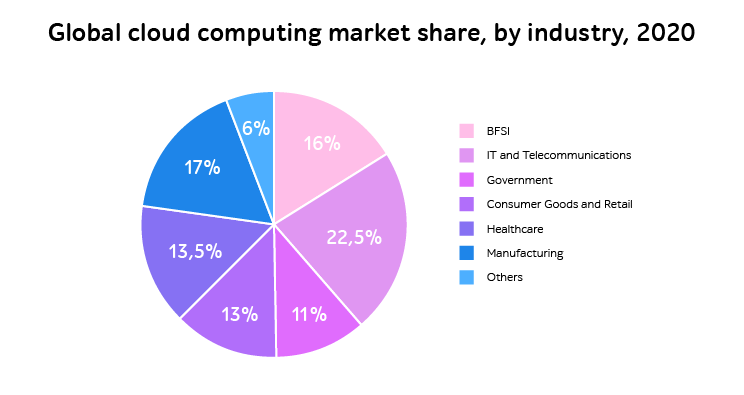 Global cloud computing market share, by industry, 2020
6%
16%
17%
22,5%
13,5%
13%
11%
BFSI
IT and Telecommunications
Government
Consumer Goods and Retail
Healthcare
Manufacturing
Others